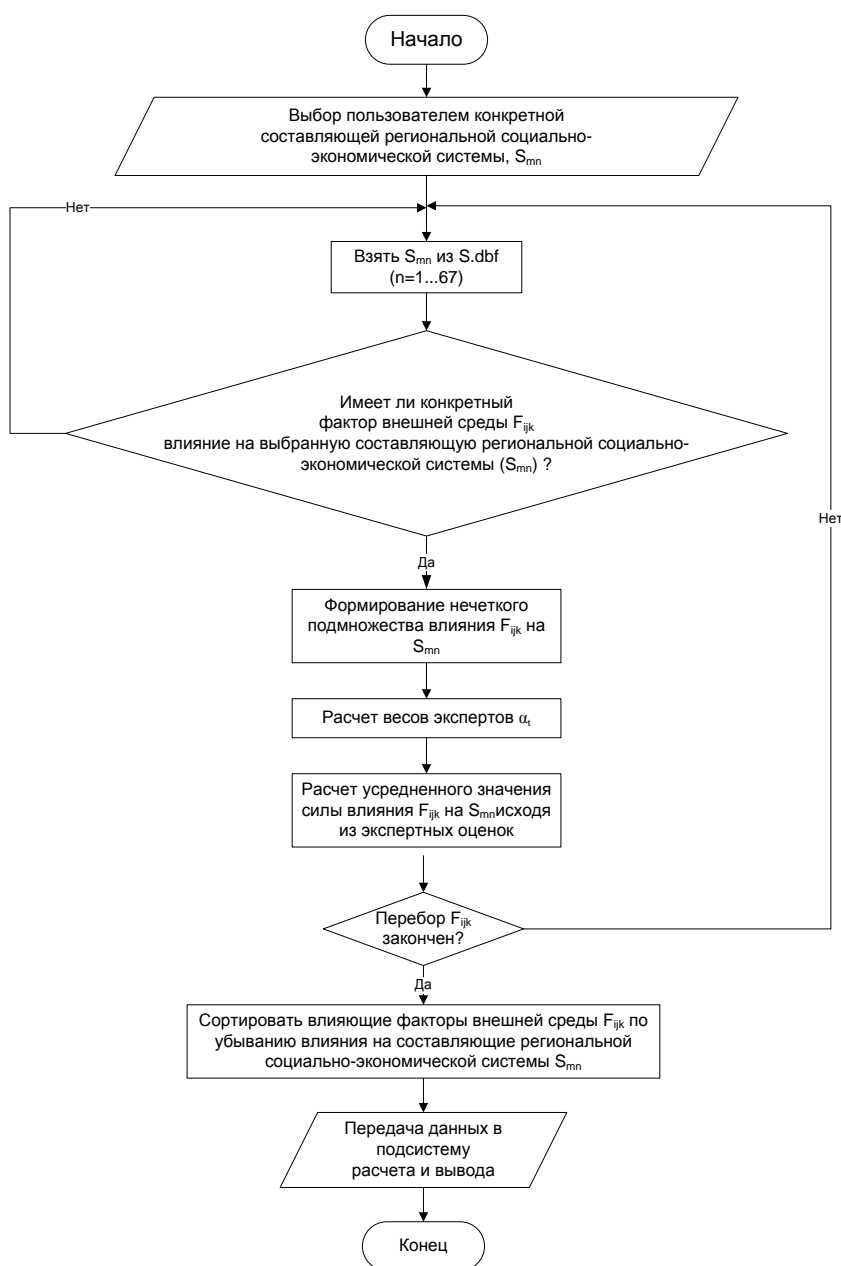 Начало
Выбор пользователем конкретной
составляющей региональной социально-
экономической системы, Smn
Нет
Взять Smn из S.dbf
(n=1...67)
Имеет ли конкретный
фактор внешней среды Fijk
влияние на выбранную составляющую региональной социально-
экономической системы (Smn) ?
Нет
Да
Формирование нечеткого
подмножества влияния Fijk на
Smn
Расчет весов экспертов αt
Расчет усредненного значения
силы влияния Fijk на Smnисходя
из экспертных оценок
Перебор Fijk
закончен?
Да
Сортировать влияющие факторы внешней среды Fijk по
убыванию влияния на составляющие региональной
социально-экономической системы Smn
Передача данных в
подсистему
расчета и вывода
Конец